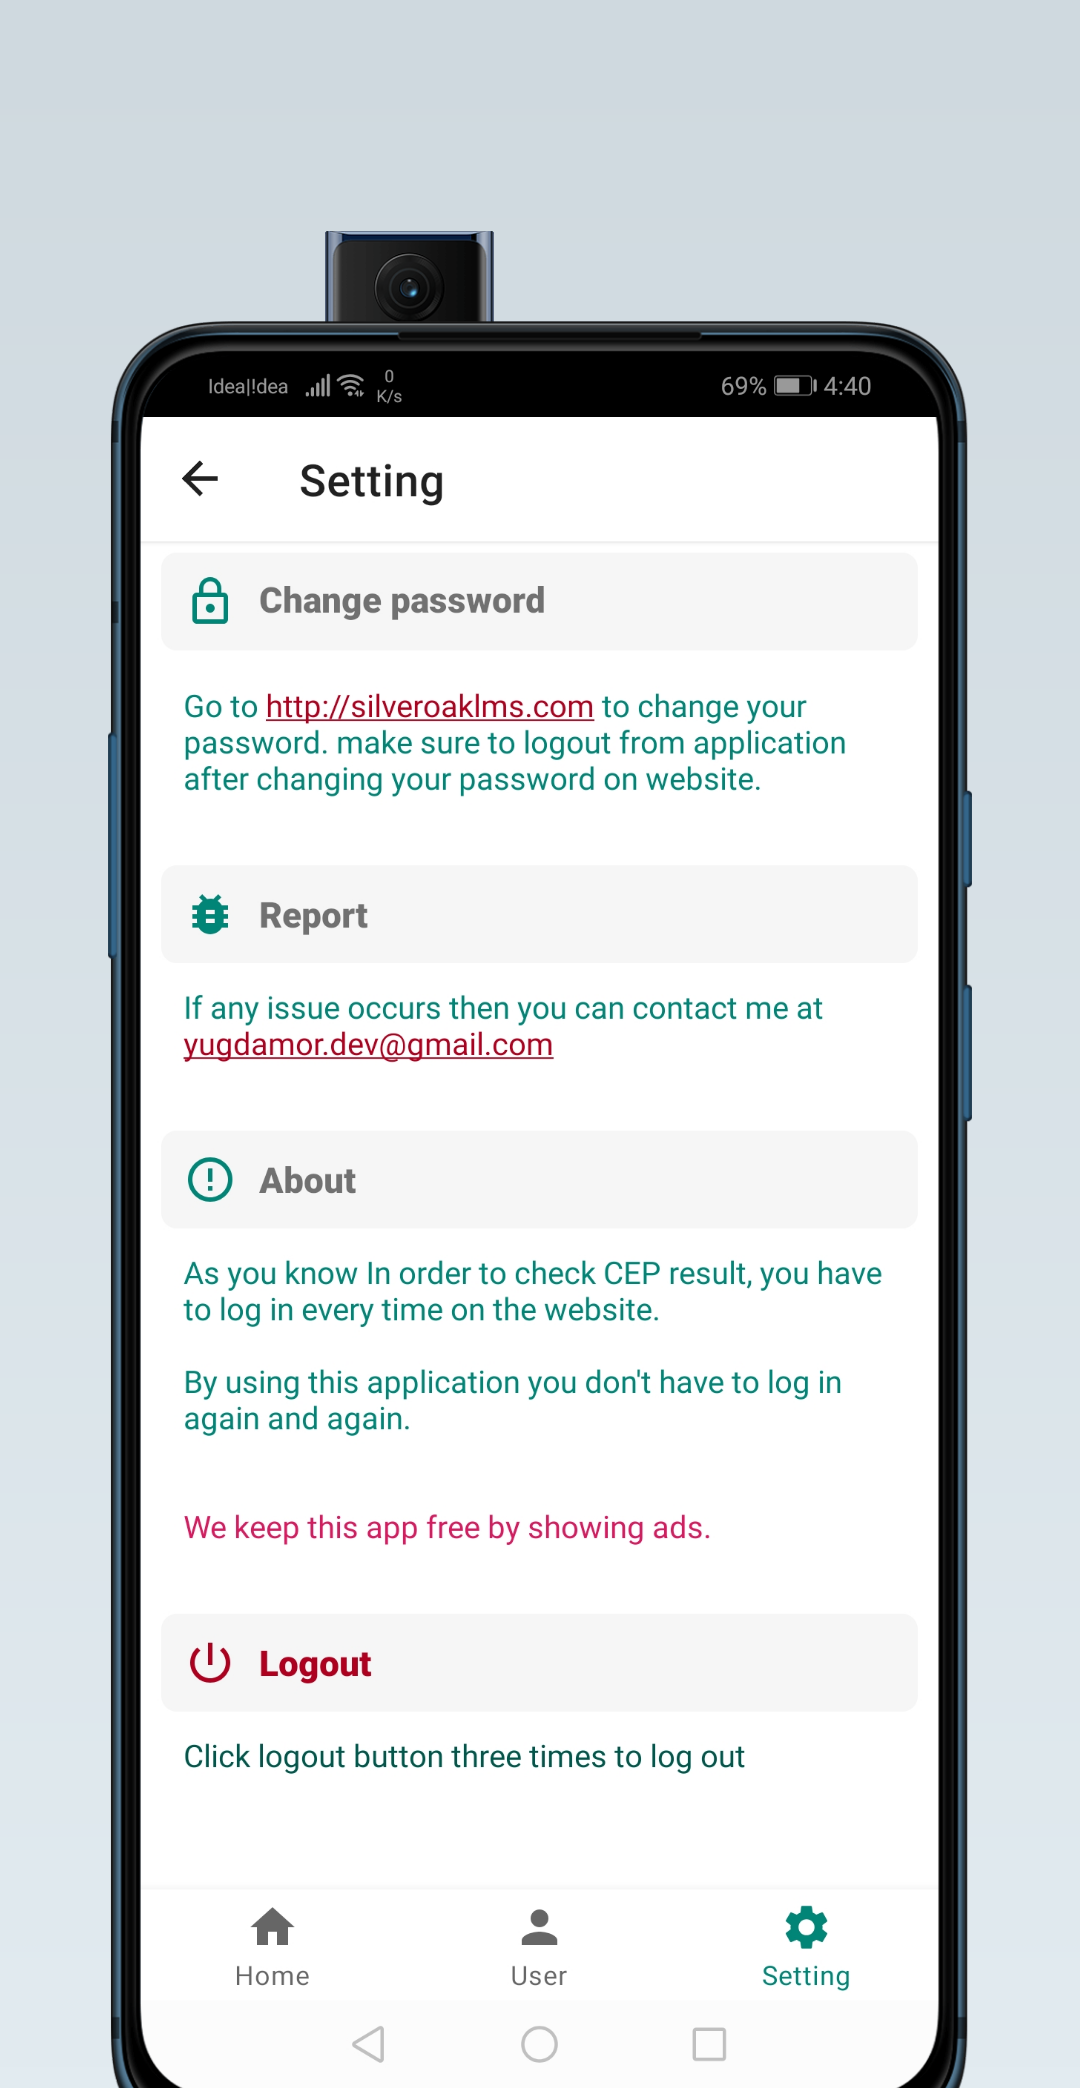 Idea|!dea 0 K/s 69% 4:40
Setting
Change password
Go to http://silveroaklms.com to change your
password. make sure to logout from application
after changing your password on website.
Report
If any issue occurs then you can contact me at
yugdamor.dev@gmail.com
About
As you know In order to check CEP result, you have
to log in every time on the website.
By using this application you don't have to log in
again and again.
We keep this app free by showing ads.
Logout
Click logout button three times to log out
Home User Setting